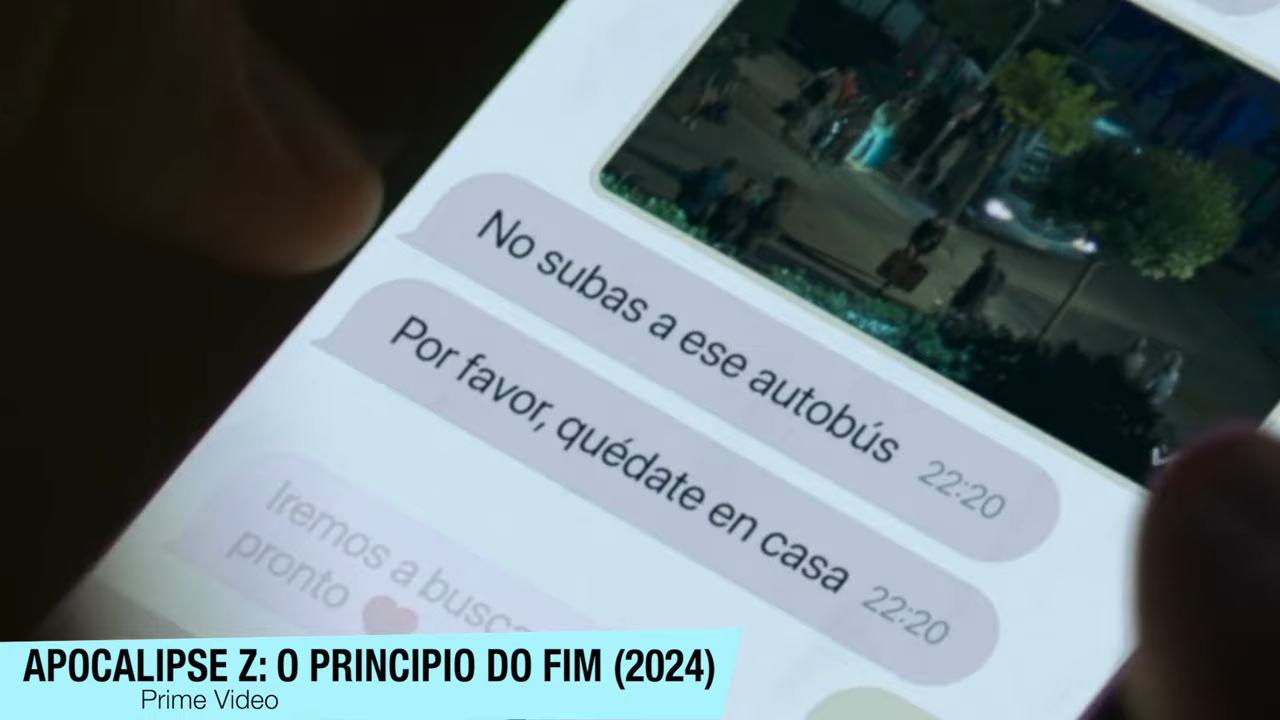 No subas a ese autobús 22:20
Por favor, quédate en casa 22:20
Iremos a
pronto
APOCALIPSE Z: O PRINCIPIO DO FIM (2024)
Prime Video